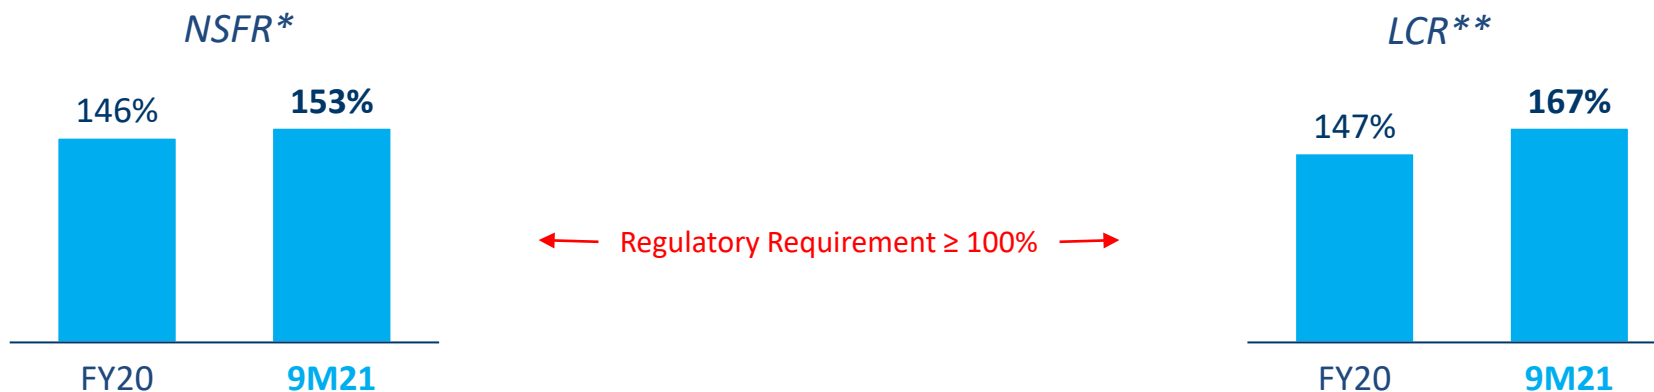 NSFR*
146%
153%
FY20
9M21
Regulatory Requirement ≥ 100%
LCR**
147%
167%
FY20
9M21